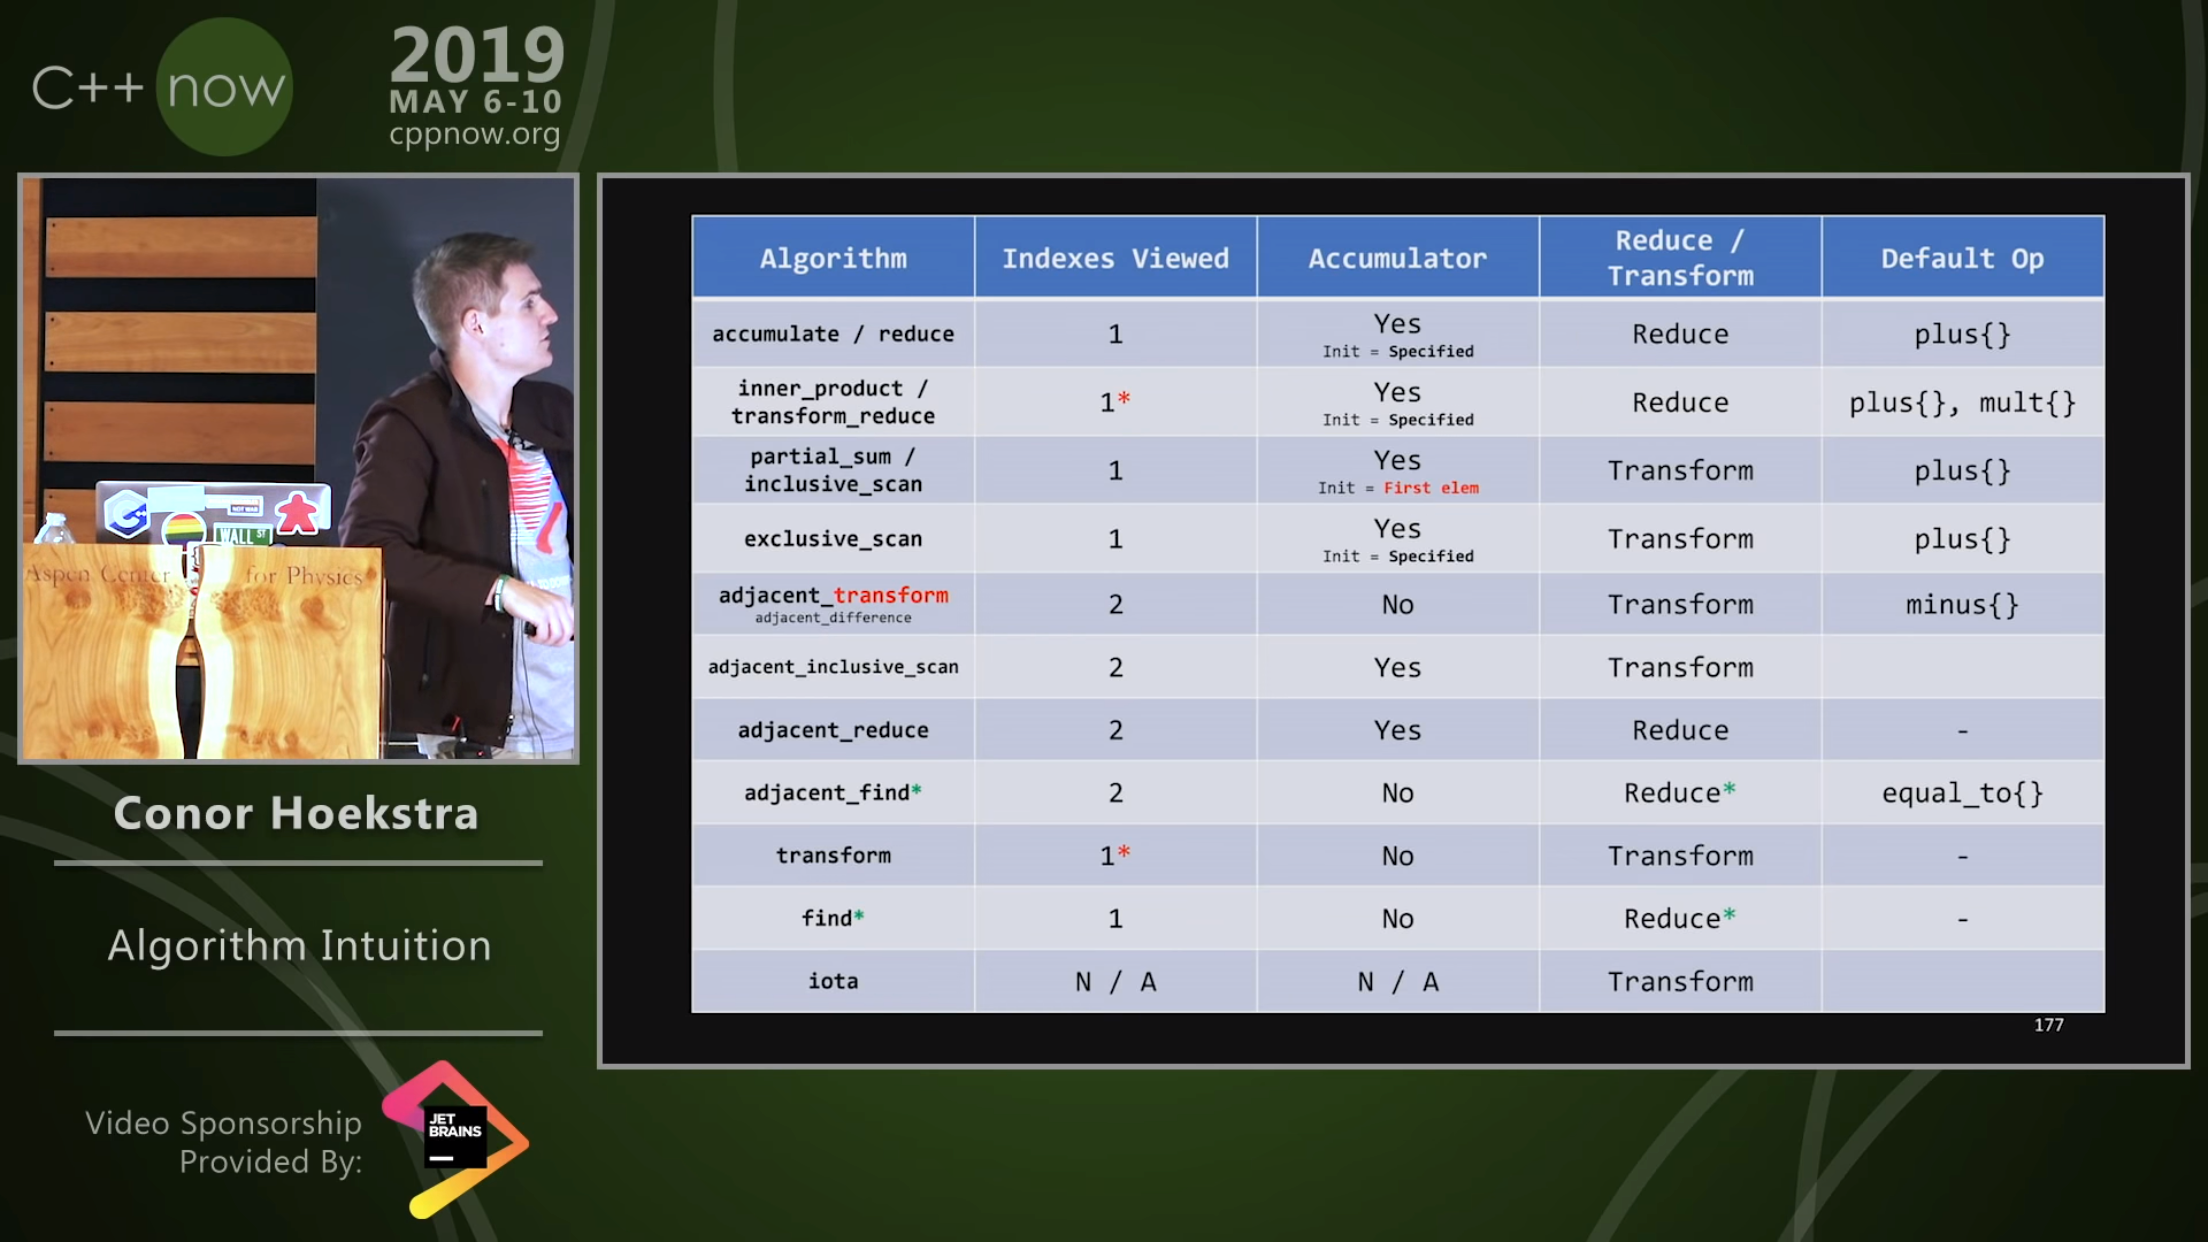 C++ now
2019
MAY 6-10
cppnow.org
WALL ST
Aspen Center for Physics
Conor Hoekstra
Algorithm Intuition
Video Sponsorship
Provided By:
JET
BRAINS
Algorithm Indexes Viewed Accumulator Reduce / Transform Default Op
accumulate / reduce 1 Yes Init = Specified Reduce plus{}
inner_product / transform_reduce 1* Yes Init = Specified Reduce plus{}, mult{}
partial_sum / inclusive_scan 1 Yes Init = First elem Transform plus{}
exclusive_scan 1 Yes Init = Specified Transform plus{}
adjacent_transform adjacent_difference 2 No Transform minus{}
adjacent_inclusive_scan 2 Yes Transform
adjacent_reduce 2 Yes Reduce -
adjacent_find* 2 No Reduce* equal_to{}
transform 1* No Transform -
find* 1 No Reduce* -
iota N / A N / A Transform
177